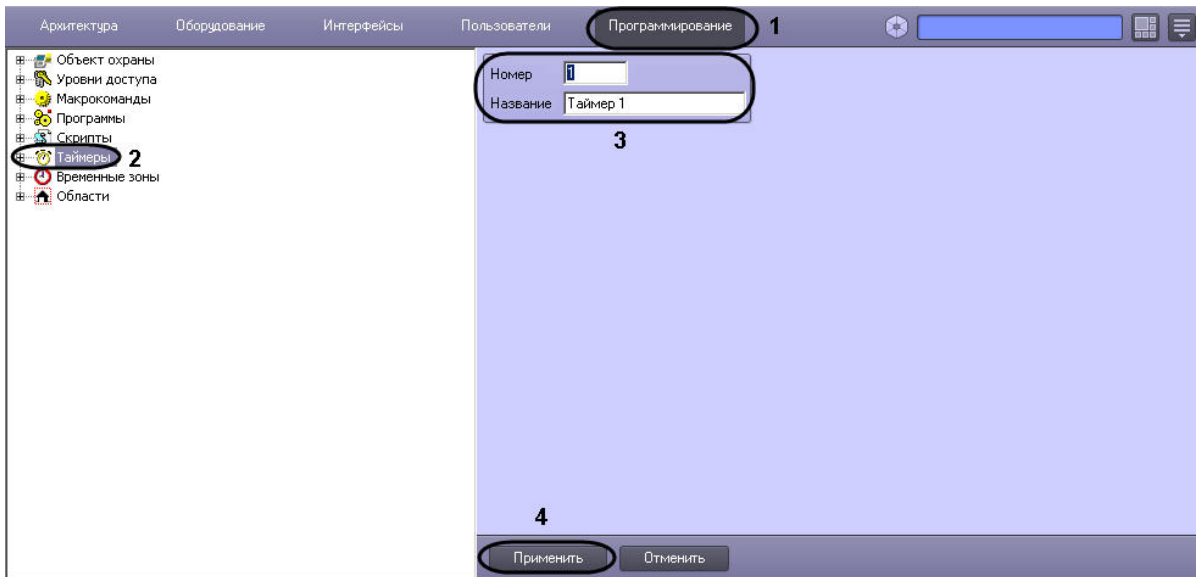 Архитектура Оборудование Интерфейсы Пользователи Программирование 1
Объект охраны
Уровни доступа
Макрокоманды
Программы
Скрипты
Таймеры 2
Временные зоны
Области
Номер 1
Название Таймер 1
3
4
Применить Отменить